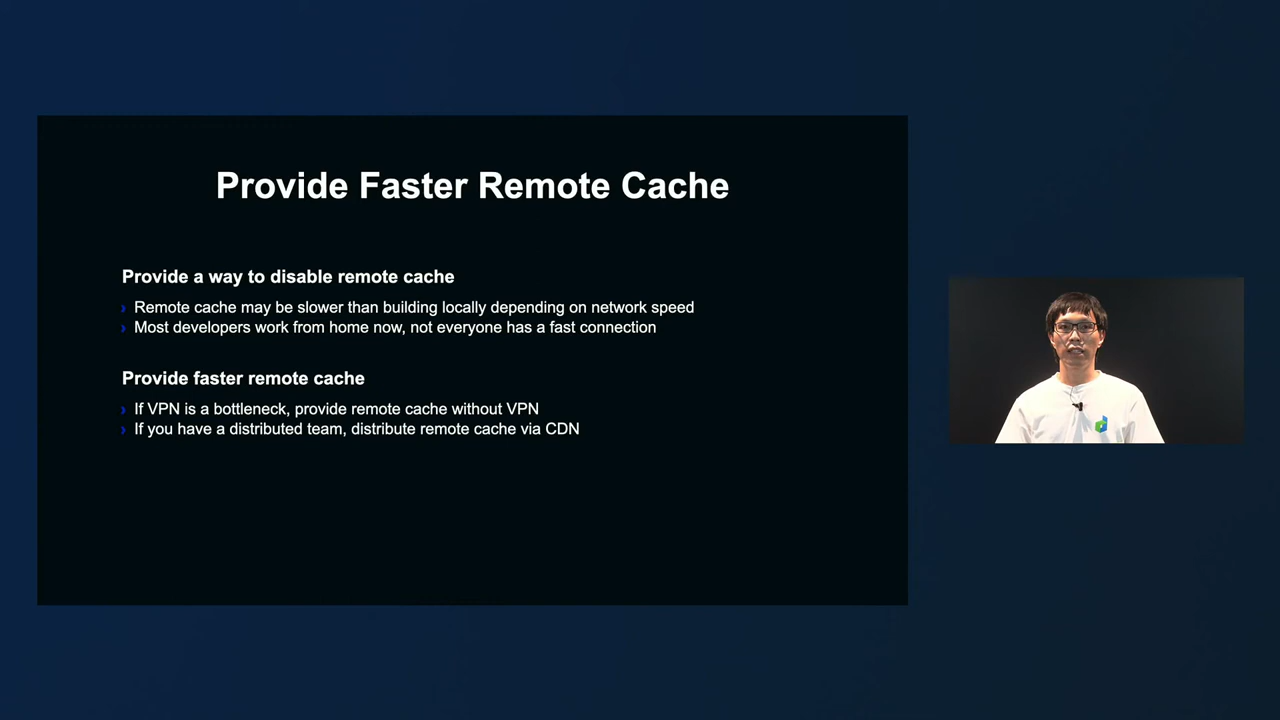 Provide Faster Remote Cache
Provide a way to disable remote cache
› Remote cache may be slower than building locally depending on network speed
› Most developers work from home now, not everyone has a fast connection
Provide faster remote cache
› If VPN is a bottleneck, provide remote cache without VPN
› If you have a distributed team, distribute remote cache via CDN